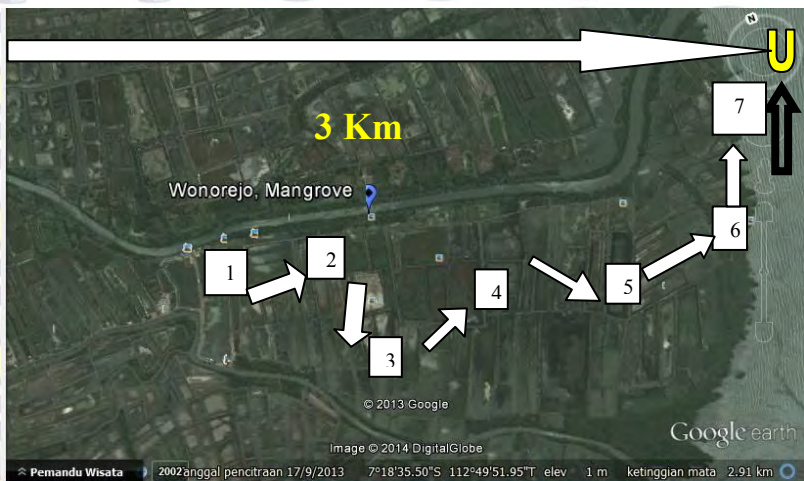 N
U
7
3 Km
Wonorejo, Mangrove
6
2
1
5
4
3
© 2013 Google
Google earth
Image © 2014 DigitalGlobe
Pemandu Wisata 2002 Tanggal pencitraan 17/9/2013 7°18'35.50"S 112°49'51.95"T elev 1 m ketinggian mata 2.91 km